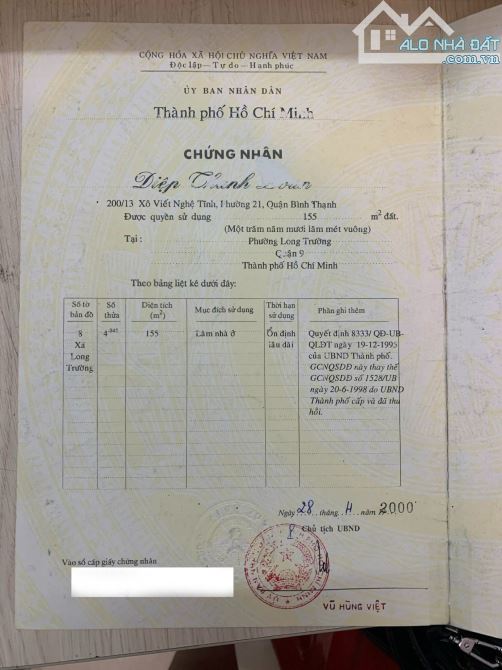 ALO NHÀ ĐẤT
.com.vn
CỘNG HÒA XÃ HỘI CHỦ NGHĨA VIỆT NAM
Độc lập — Tự do — Hạnh phúc
ỦY BAN NHÂN DÂN
Thành phố Hồ Chí Minh
CHỨNG NHÂN
Diệp
200/13 Xô Viết Nghệ Tĩnh, Phường 21, Quận Bình Thạnh
Được quyền sử dụng 155 m² đất.
(Một trăm năm mươi lăm mét vuông)
Tại : Phường Long Trường
Quận 9
Thành phố Hồ Chí Minh
Theo bảng liệt kê dưới đây:
Số tờ bản đồ Số thửa Diện tích (m²) Mục đích sử dụng Thời hạn sử dụng Phần ghi thêm
8 155 Làm nhà ở Ổn định Quyết định 8333/ QĐ-UB-
Xã lâu dài QLĐT ngày 19-12-1995
Long của UBND Thành phố.
Trường GCNQSDĐ này thay thế
GCNQSDĐ số 1528/UB
ngày 20-6-1998 do UBND
Thành phố cấp và đã thu
hồi.
Ngày 28 tháng năm 2000
Chủ tịch UBND
Vào sổ cấp giấy chứng nhân
VŨ HÙNG VIỆT